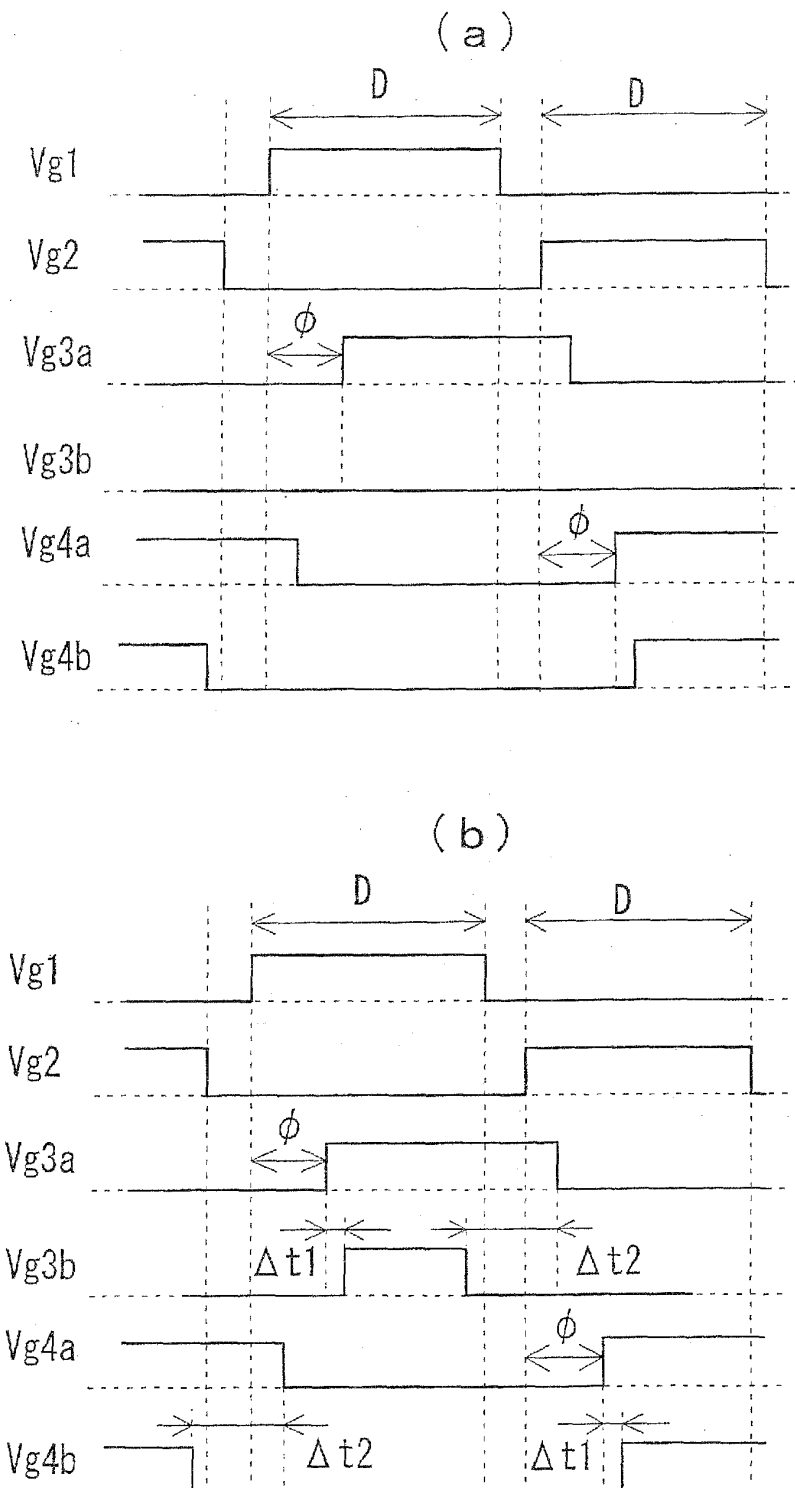 (a)
D D
Vg1
Vg2
ϕ
Vg3a
Vg3b
ϕ
Vg4a
Vg4b
(b)
D D
Vg1
Vg2
ϕ
Vg3a
Vg3b
Δt1 Δt2
ϕ
Vg4a
Vg4b
Δt2 Δt1